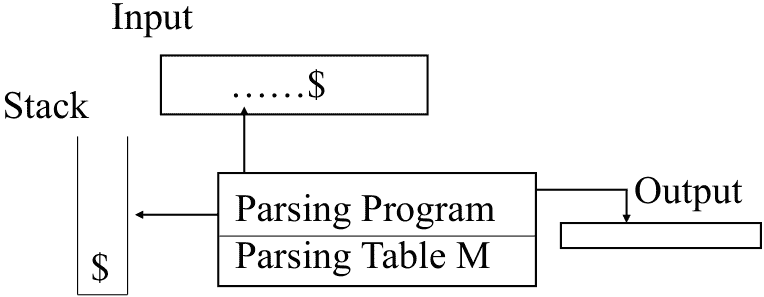 Input
……$
Stack
Parsing Program
Output
Parsing Table M
$